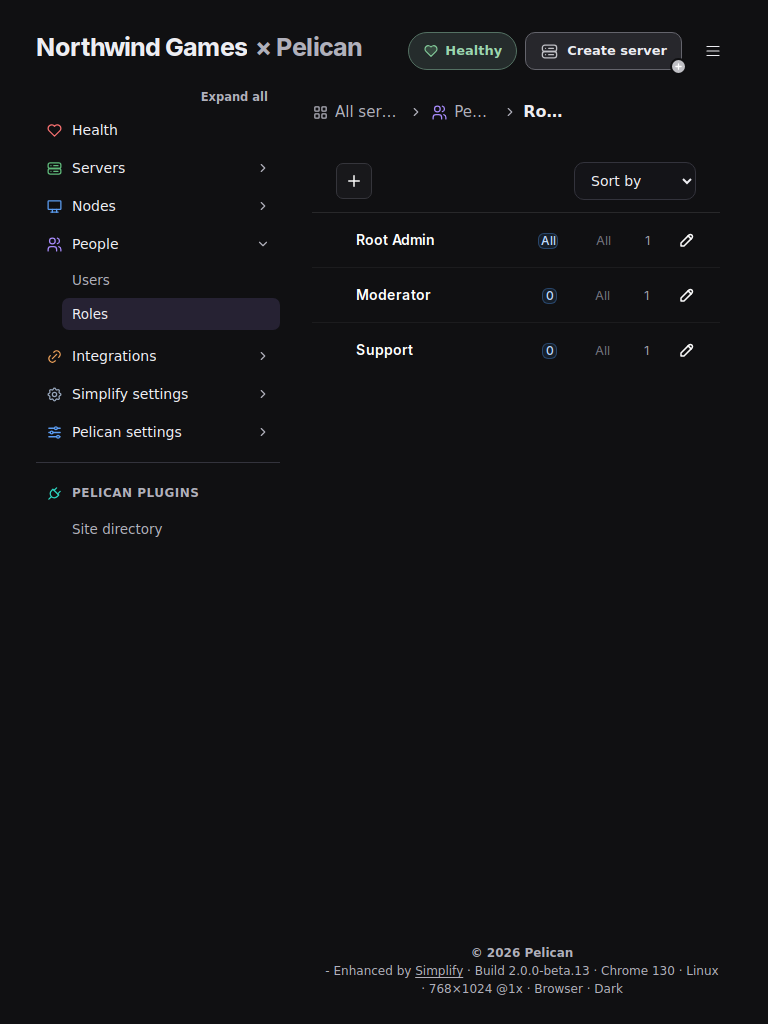 Northwind Games × Pelican
Healthy
Create server
Expand all
Health
Servers
Nodes
People
Users
Roles
Integrations
Simplify settings
Pelican settings
PELICAN PLUGINS
Site directory
All ser… › Pe… › Ro…
Sort by
Root Admin All All 1
Moderator 0 All 1
Support 0 All 1
© 2026 Pelican
- Enhanced by Simplify · Build 2.0.0-beta.13 · Chrome 130 · Linux
· 768×1024 @1x · Browser · Dark